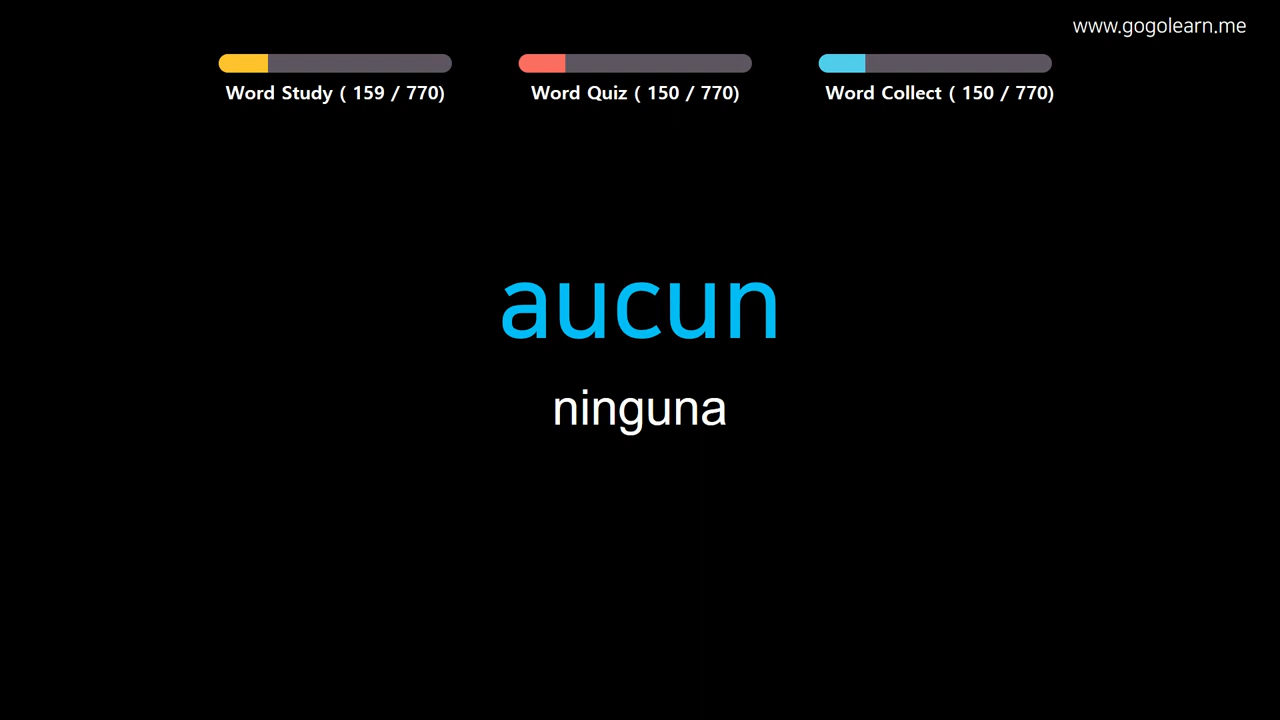 www.gogolearn.me
Word Study ( 159 / 770)
Word Quiz ( 150 / 770)
Word Collect ( 150 / 770)
aucun
ninguna